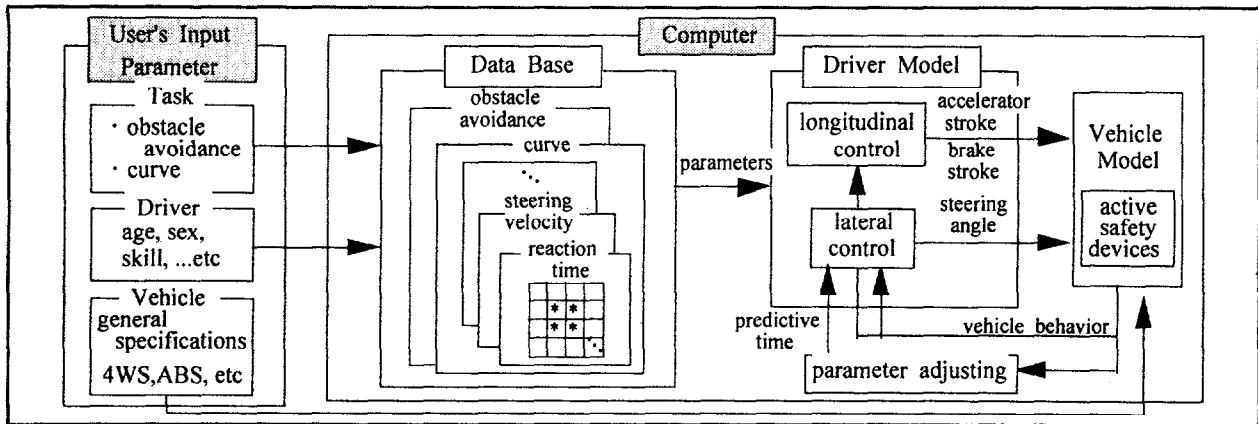 User's Input
Parameter
Task
· obstacle
avoidance
· curve
Driver
age, sex,
skill, ...etc
Vehicle
general
specifications
4WS,ABS, etc
Computer
Data Base
obstacle
avoidance
curve
steering
velocity
reaction
time
* *
* *
parameters
Driver Model
longitudinal
control
accelerator
stroke
brake
stroke
lateral
control
steering
angle
Vehicle
Model
active
safety
devices
predictive
time
vehicle behavior
parameter adjusting